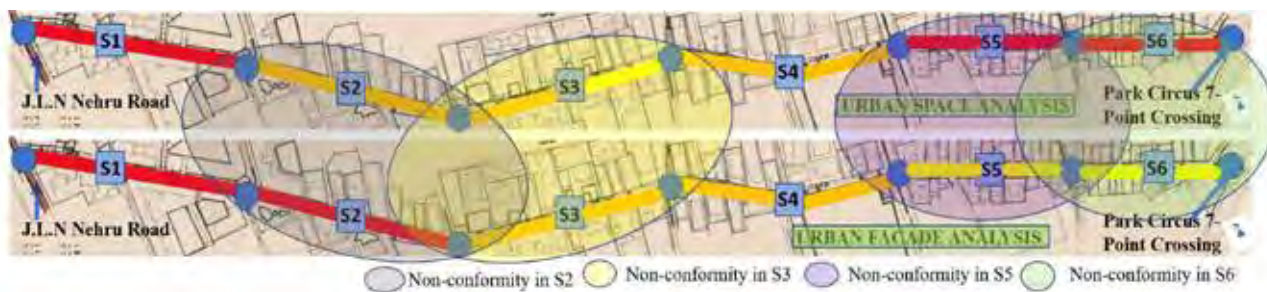 S1
S2
S3
S4
S5
S6
J.L.N Nehru Road
URBAN SPACE ANALYSIS
Park Circus 7-
Point Crossing
S1
S2
S3
S4
S5
S6
J.L.N Nehru Road
URBAN FACADE ANALYSIS
Park Circus 7-
Point Crossing
Non-conformity in S2
Non-conformity in S3
Non-conformity in S5
Non-conformity in S6